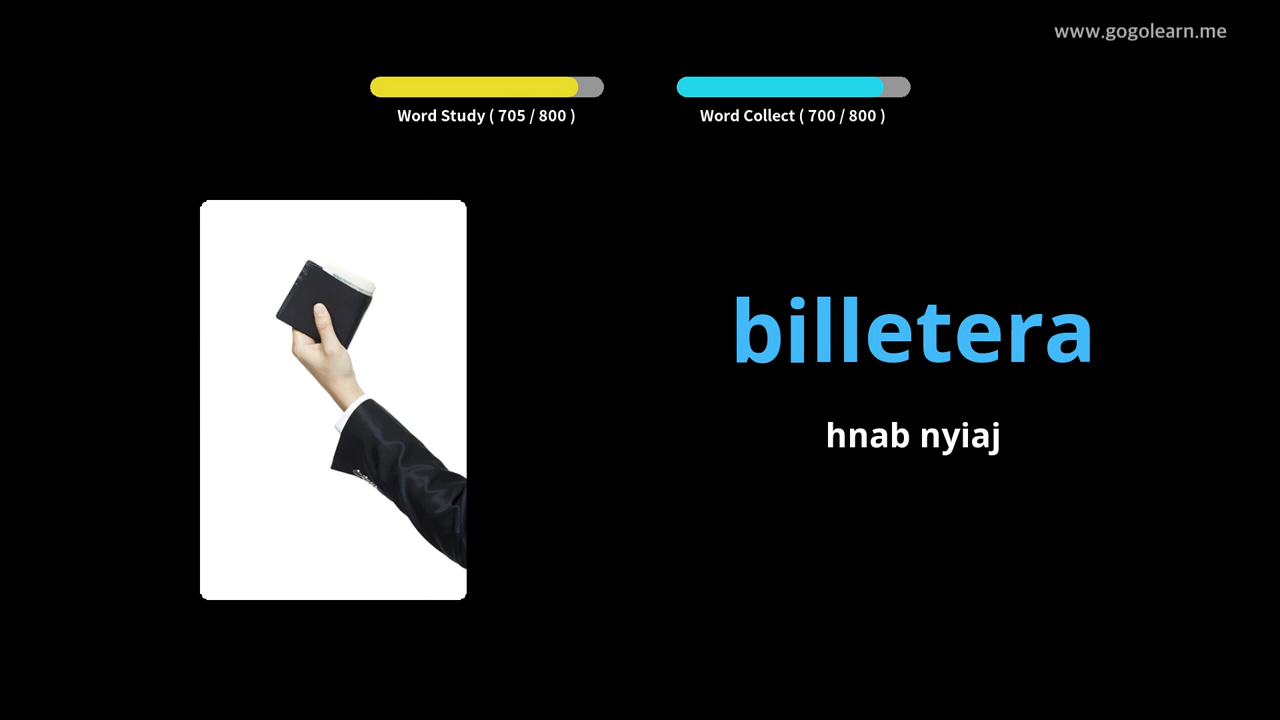 www.gogolearn.me
Word Study ( 705 / 800 )
Word Collect ( 700 / 800 )
billetera
hnab nyiaj